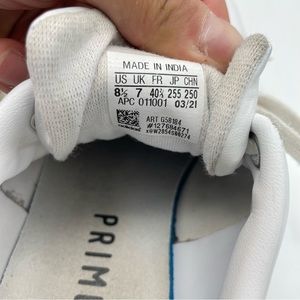 MADE IN INDIA
US UK FR JP CHN
8½ 7 40⅔ 255 250
APC 011001 03/21
ART G58184
#127684671
PRIM